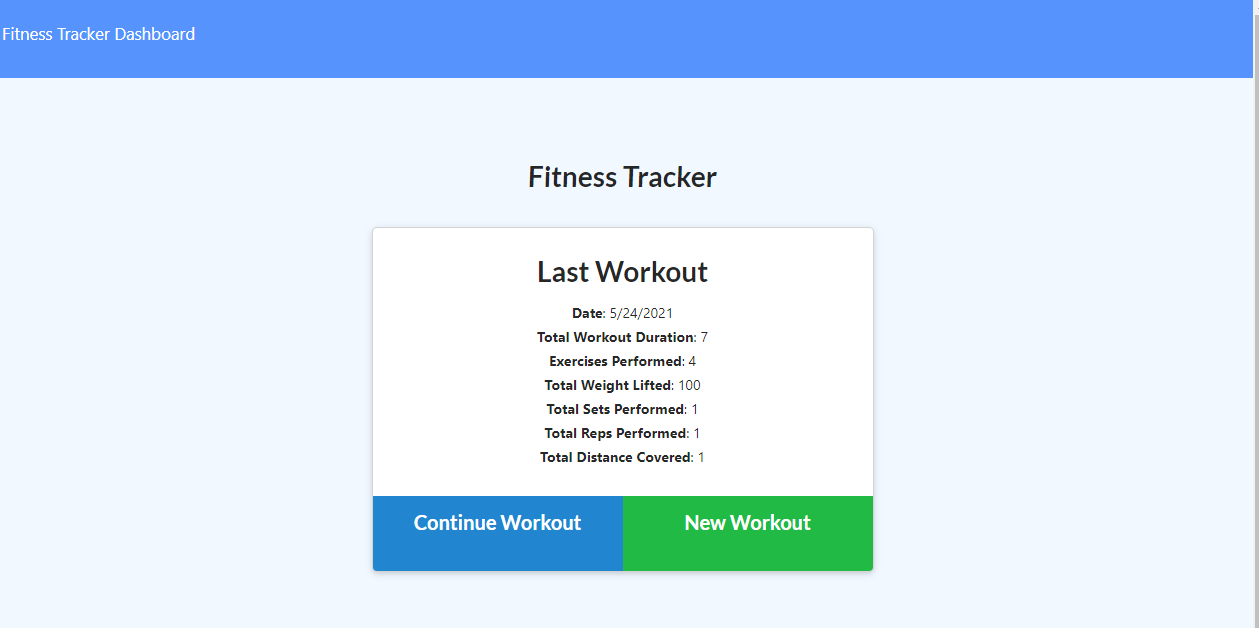 Fitness Tracker Dashboard
Fitness Tracker
Last Workout
Date: 5/24/2021
Total Workout Duration: 7
Exercises Performed: 4
Total Weight Lifted: 100
Total Sets Performed: 1
Total Reps Performed: 1
Total Distance Covered: 1
Continue Workout New Workout